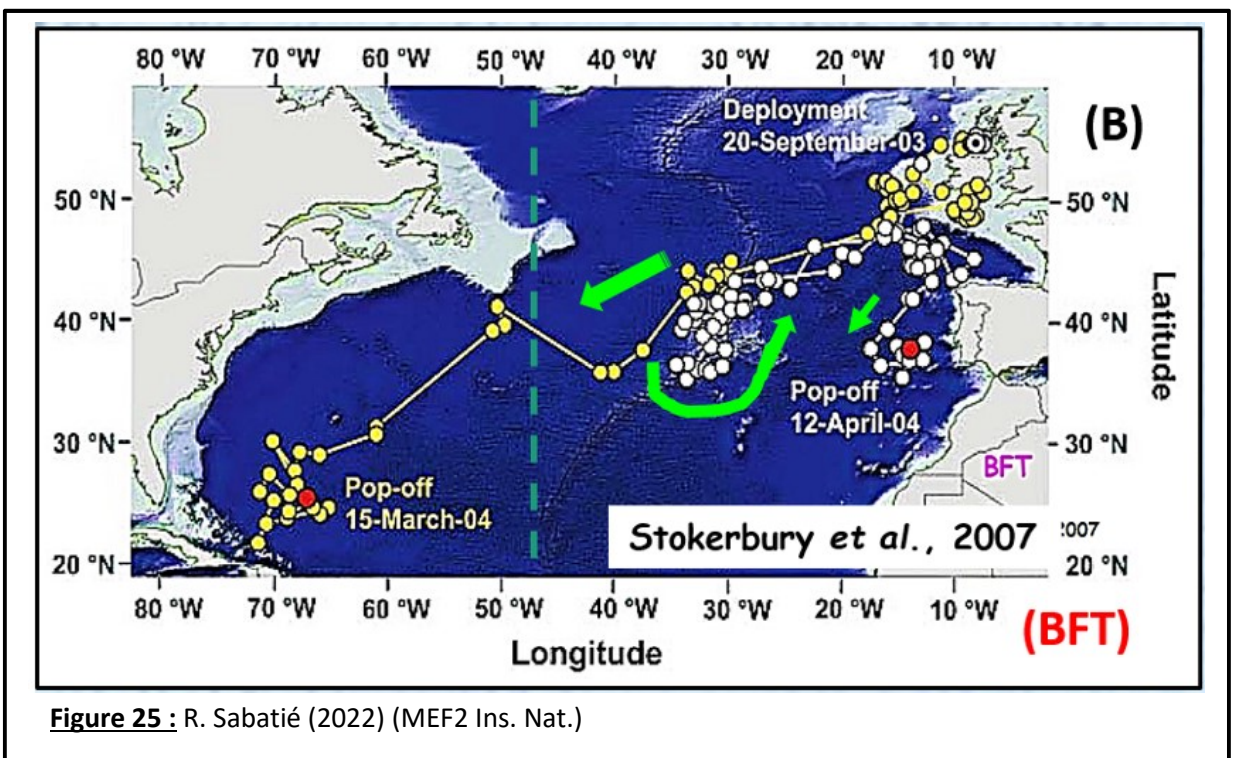 80 °W 70 °W 60 °W 50 °W 40 °W 30 °W 20 °W 10 °W
Deployment
20-September-03
(B)
50 °N 50 °N
40 °N 40 °N
Latitude
Pop-off
12-April-04
30 °N 30 °N
BFT
Pop-off
15-March-04
Stokerbury et al., 2007
2007
20 °N 20 °N
80 °W 70 °W 60 °W 50 °W 40 °W 30 °W 20 °W 10 °W
(BFT)
Longitude
Figure 25 : R. Sabatié (2022) (MEF2 Ins. Nat.)